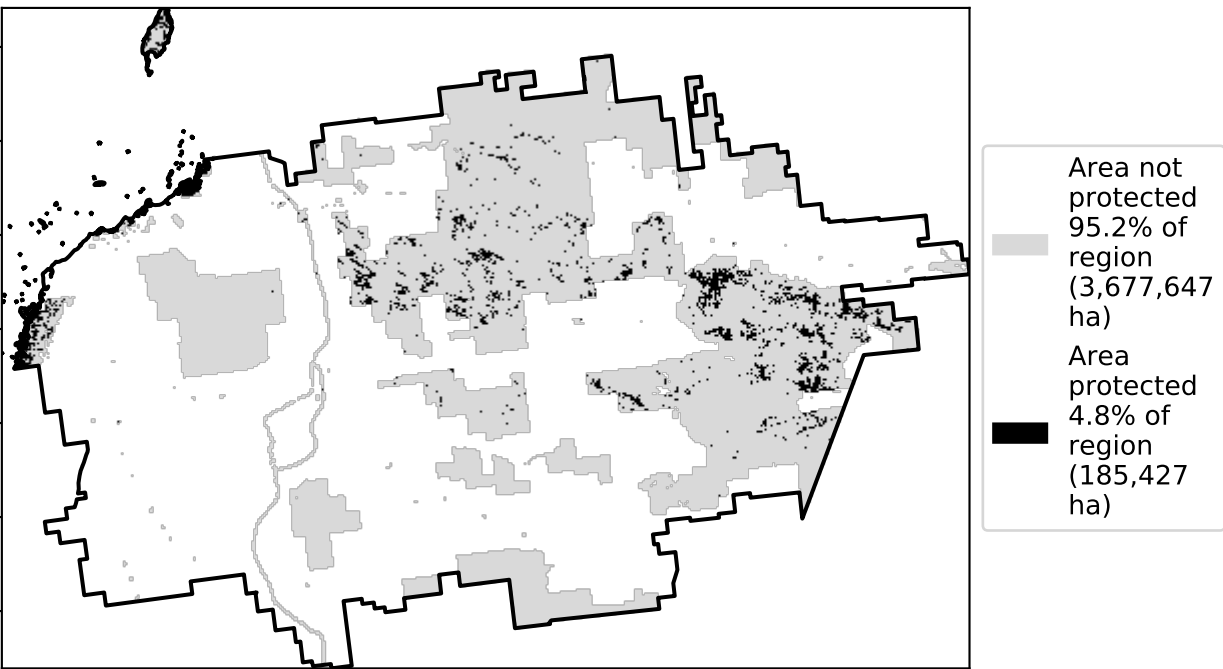 Area not
protected
95.2% of
region
(3,677,647
ha)
Area
protected
4.8% of
region
(185,427
ha)